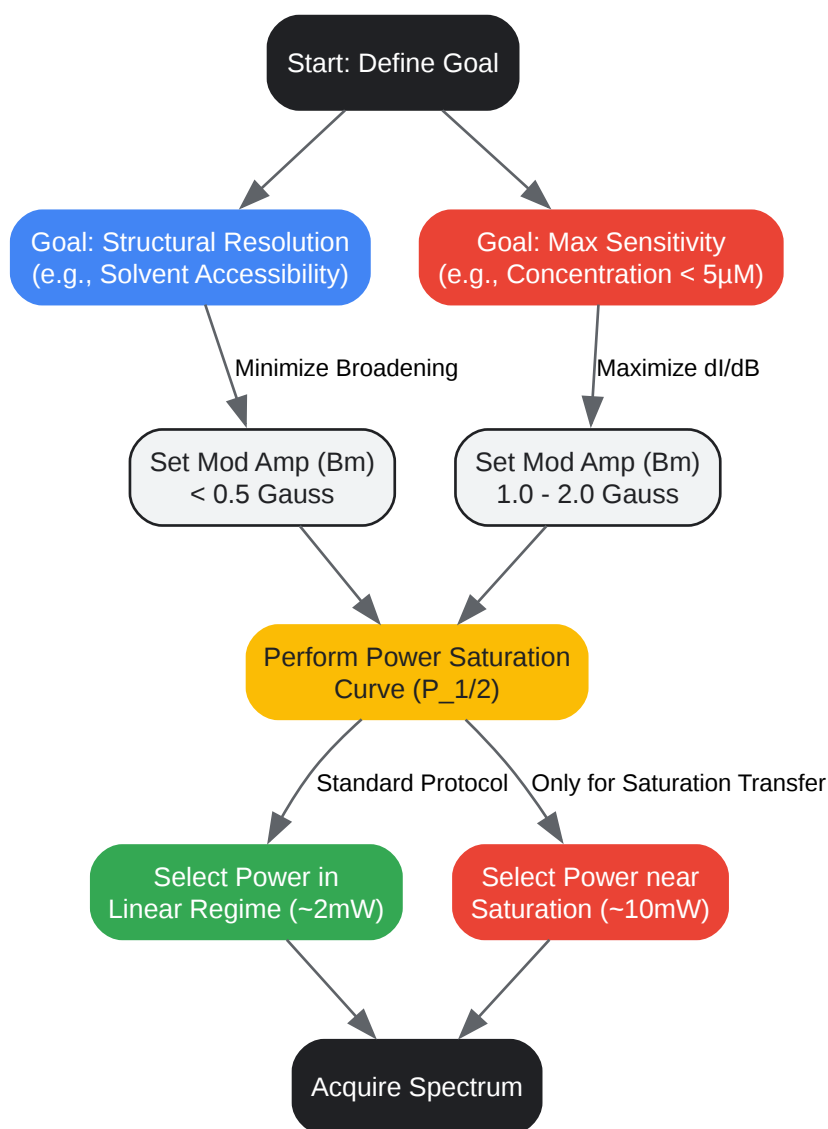 Start: Define Goal
Goal: Structural Resolution
(e.g., Solvent Accessibility)
Goal: Max Sensitivity
(e.g., Concentration < 5µM)
Minimize Broadening
Maximize dI/dB
Set Mod Amp (Bm)
< 0.5 Gauss
Set Mod Amp (Bm)
1.0 - 2.0 Gauss
Perform Power Saturation
Curve (P_1/2)
Standard Protocol
Only for Saturation Transfer
Select Power in
Linear Regime (~2mW)
Select Power near
Saturation (~10mW)
Acquire Spectrum